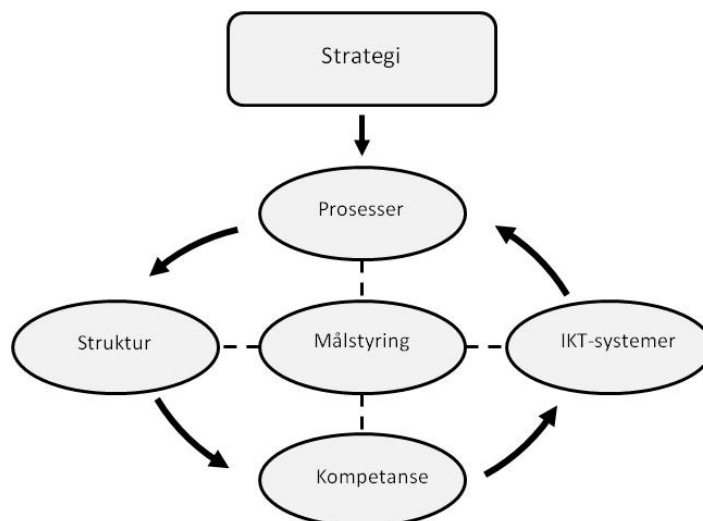 Strategi
Prosesser
Struktur
Målstyring
IKT-systemer
Kompetanse